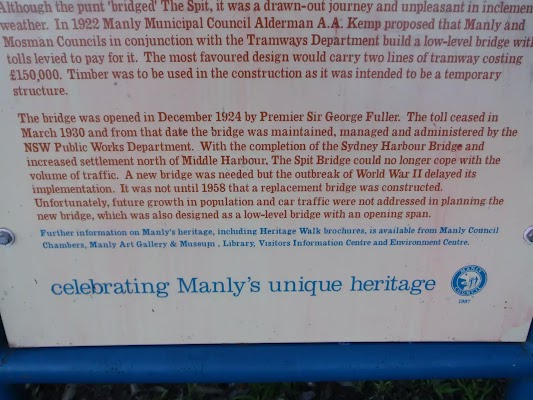 Although the punt 'bridged' The Spit, it was a drawn-out journey and unpleasant in inclement
weather. In 1922 Manly Municipal Council Alderman A.A. Kemp proposed that Manly and
Mosman Councils in conjunction with the Tramways Department build a low-level bridge with
tolls levied to pay for it. The most favoured design would carry two lines of tramway costing
£150,000. Timber was to be used in the construction as it was intended to be a temporary
structure.
The bridge was opened in December 1924 by Premier Sir George Fuller. The toll ceased in
March 1930 and from that date the bridge was maintained, managed and administered by the
NSW Public Works Department. With the completion of the Sydney Harbour Bridge and
increased settlement north of Middle Harbour, The Spit Bridge could no longer cope with the
volume of traffic. A new bridge was needed but the outbreak of World War II delayed its
implementation. It was not until 1958 that a replacement bridge was constructed.
Unfortunately, future growth in population and car traffic were not addressed in planning the
new bridge, which was also designed as a low-level bridge with an opening span.
Further information on Manly's heritage, including Heritage Walk brochures, is available from Manly Council
Chambers, Manly Art Gallery & Museum , Library, Visitors Information Centre and Environment Centre.
celebrating Manly's unique heritage
MANLY
COUNCIL
1997